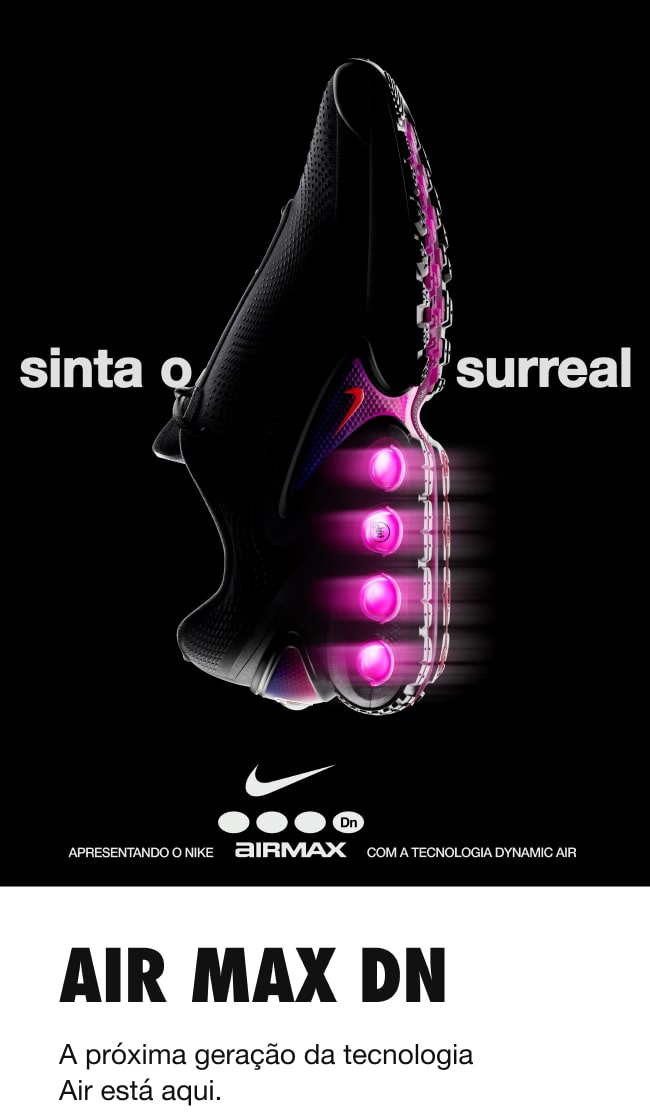 sinta o surreal
Dn
APRESENTANDO O NIKE AIRMAX COM A TECNOLOGIA DYNAMIC AIR
AIR MAX DN
A próxima geração da tecnologia
Air está aqui.